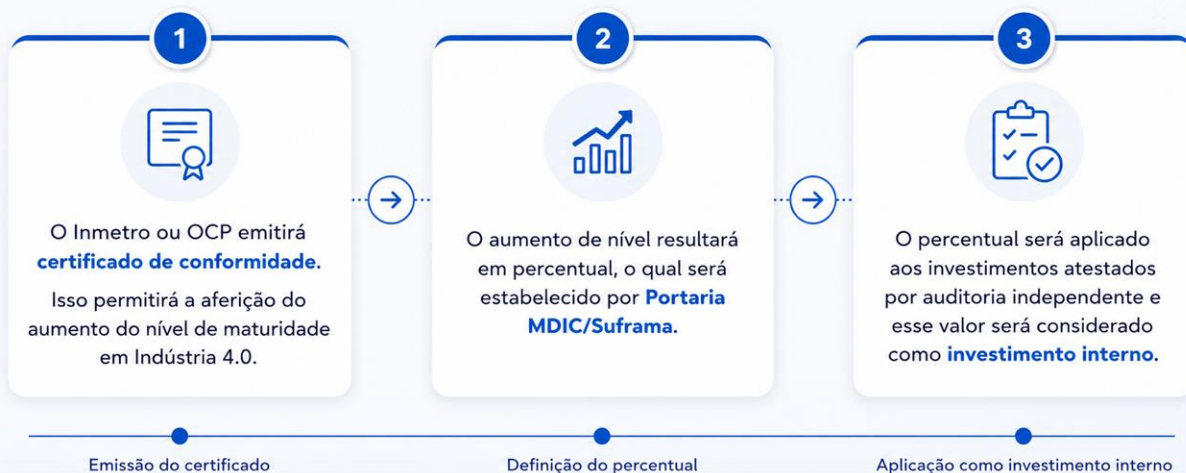 1
O Inmetro ou OCP emitirá
certificado de conformidade.
Isso permitirá a aferição do
aumento do nível de maturidade
em Indústria 4.0.
2
O aumento de nível resultará
em percentual, o qual será
estabelecido por Portaria
MDIC/Suframa.
3
O percentual será aplicado
aos investimentos atestados
por auditoria independente e
esse valor será considerado
como investimento interno.
Emissão do certificado
Definição do percentual
Aplicação como investimento interno